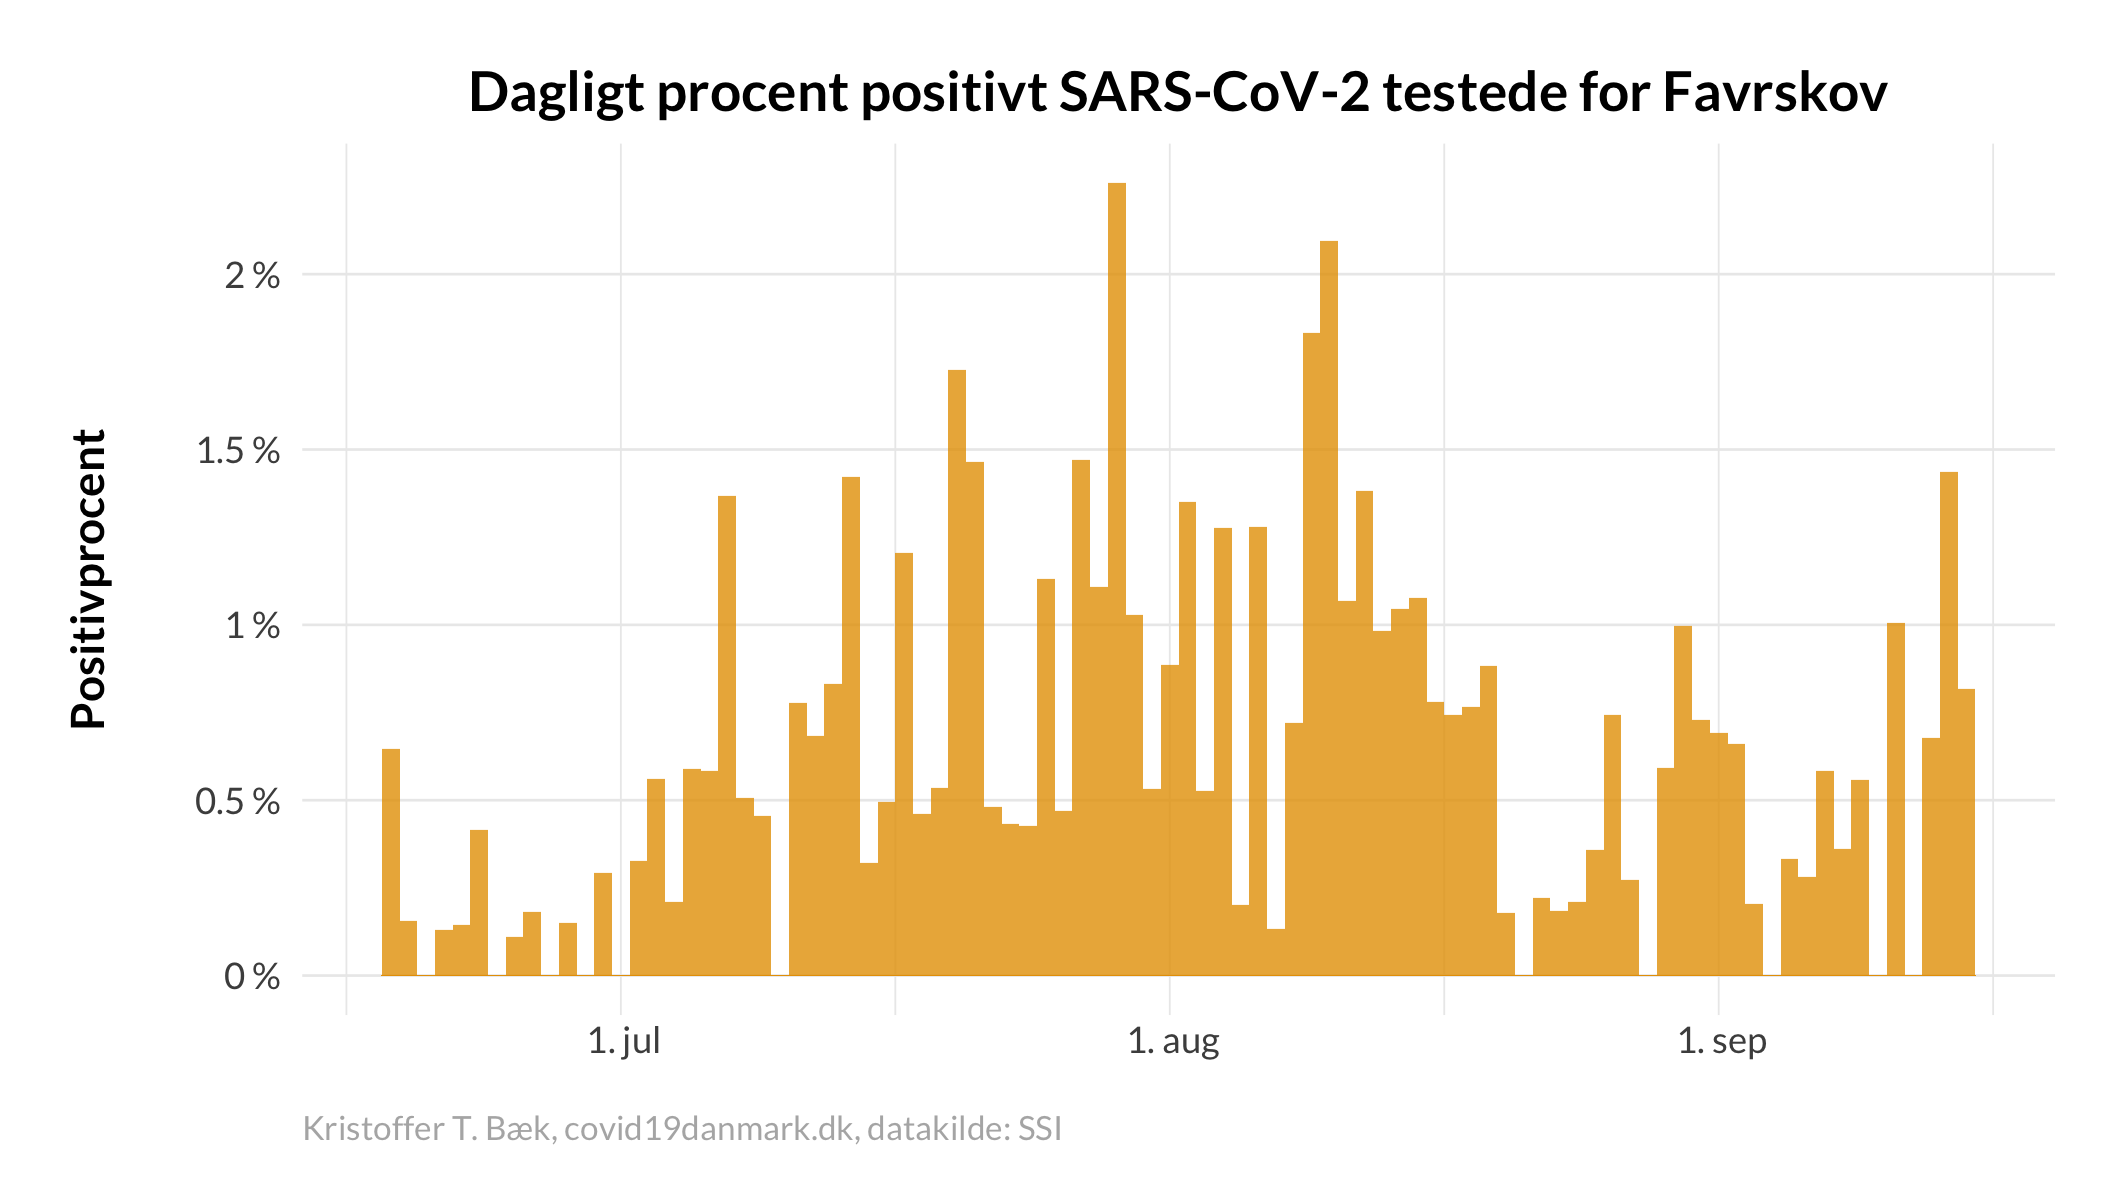 Dagligt procent positivt SARS-CoV-2 testede for Favrskov
Positivprocent
2 %
1.5 %
1 %
0.5 %
0 %
1. jul
1. aug
1. sep
Kristoffer T. Bæk, covid19danmark.dk, datakilde: SSI